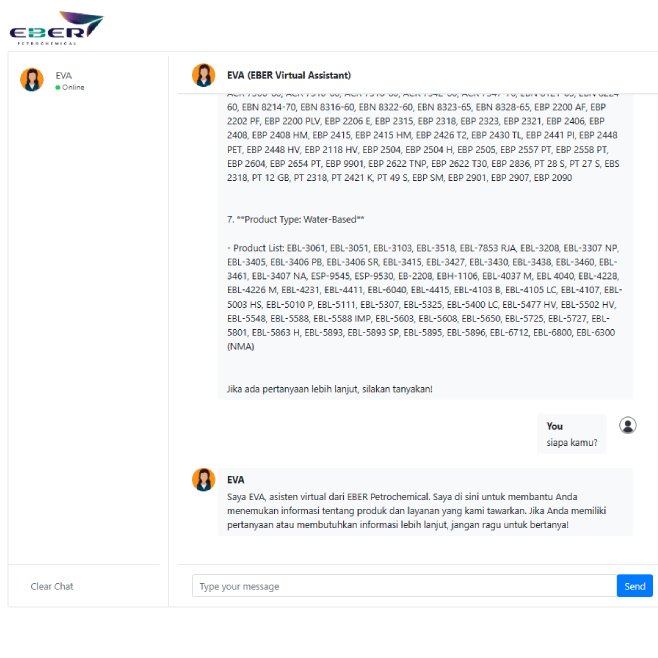 EBER
PETROCHEMICAL
EVA
Online
EVA (EBER Virtual Assistant)
60, EBN 8214-70, EBN 8316-60, EBN 8322-60, EBN 8323-65, EBN 8328-65, EBP 2200 AF, EBP
2202 PF, EBP 2200 PLV, EBP 2206 E, EBP 2315, EBP 2318, EBP 2323, EBP 2321, EBP 2406, EBP
2408, EBP 2408 HM, EBP 2415, EBP 2415 HM, EBP 2426 T2, EBP 2430 TL, EBP 2441 PI, EBP 2448
PET, EBP 2448 HV, EBP 2118 HV, EBP 2504, EBP 2504 H, EBP 2505, EBP 2557 PT, EBP 2558 PT,
EBP 2604, EBP 2654 PT, EBP 9901, EBP 2622 TNP, EBP 2622 T30, EBP 2836, PT 28 S, PT 27 S, EBS
2318, PT 12 GB, PT 2318, PT 2421 K, PT 49 S, EBP SM, EBP 2901, EBP 2907, EBP 2090
7. **Product Type: Water-Based**
- Product List: EBL-3061, EBL-3051, EBL-3103, EBL-3518, EBL-7853 RJA, EBL-3208, EBL-3307 NP,
EBL-3405, EBL-3406 PB, EBL-3406 SR, EBL-3415, EBL-3427, EBL-3430, EBL-3438, EBL-3460, EBL-
3461, EBL-3407 NA, ESP-9545, ESP-9530, EB-2208, EBH-1106, EBL-4037 M, EBL 4040, EBL-4228,
EBL-4226 M, EBL-4231, EBL-4411, EBL-6040, EBL-4415, EBL-4103 B, EBL-4105 LC, EBL-4107, EBL-
5003 HS, EBL-5010 P, EBL-5111, EBL-5307, EBL-5325, EBL-5400 LC, EBL-5477 HV, EBL-5502 HV,
EBL-5548, EBL-5588, EBL-5588 IMP, EBL-5603, EBL-5608, EBL-5650, EBL-5725, EBL-5727, EBL-
5801, EBL-5863 H, EBL-5893, EBL-5893 SP, EBL-5895, EBL-5896, EBL-6712, EBL-6800, EBL-6300
(NMA)
Jika ada pertanyaan lebih lanjut, silakan tanyakan!
You
siapa kamu?
EVA
Saya EVA, asisten virtual dari EBER Petrochemical. Saya di sini untuk membantu Anda
menemukan informasi tentang produk dan layanan yang kami tawarkan. Jika Anda memiliki
pertanyaan atau membutuhkan informasi lebih lanjut, jangan ragu untuk bertanya!
Clear Chat
Type your message
Send